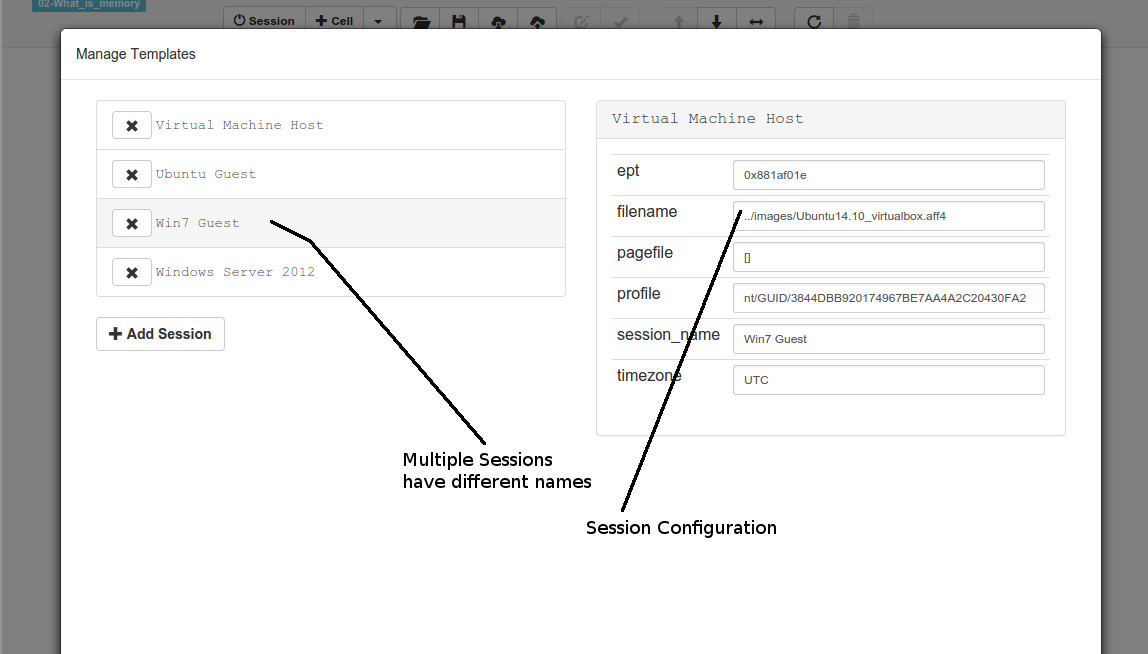 02-What_is_memory
Session
Cell
Manage Templates
Virtual Machine Host
Ubuntu Guest
Win7 Guest
Windows Server 2012
Add Session
Virtual Machine Host
ept 0x881af01e
filename ../images/Ubuntu14.10_virtualbox.aff4
pagefile []
profile nt/GUID/3844DBB920174967BE7AA4A2C20430FA2
session_name Win7 Guest
timezone UTC
Multiple Sessions
have different names
Session Configuration